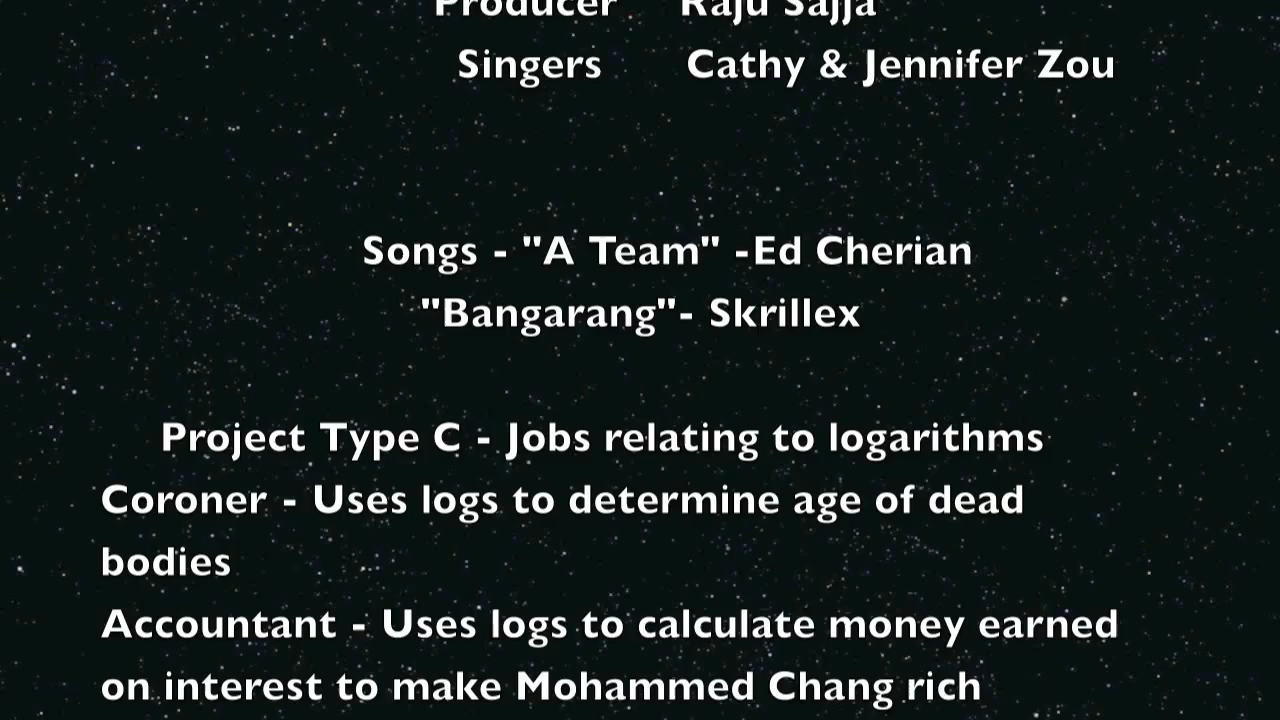 Producer Raju Sajja
Singers Cathy & Jennifer Zou
Songs - "A Team" -Ed Cherian
"Bangarang"- Skrillex
Project Type C - Jobs relating to logarithms
Coroner - Uses logs to determine age of dead
bodies
Accountant - Uses logs to calculate money earned
on interest to make Mohammed Chang rich